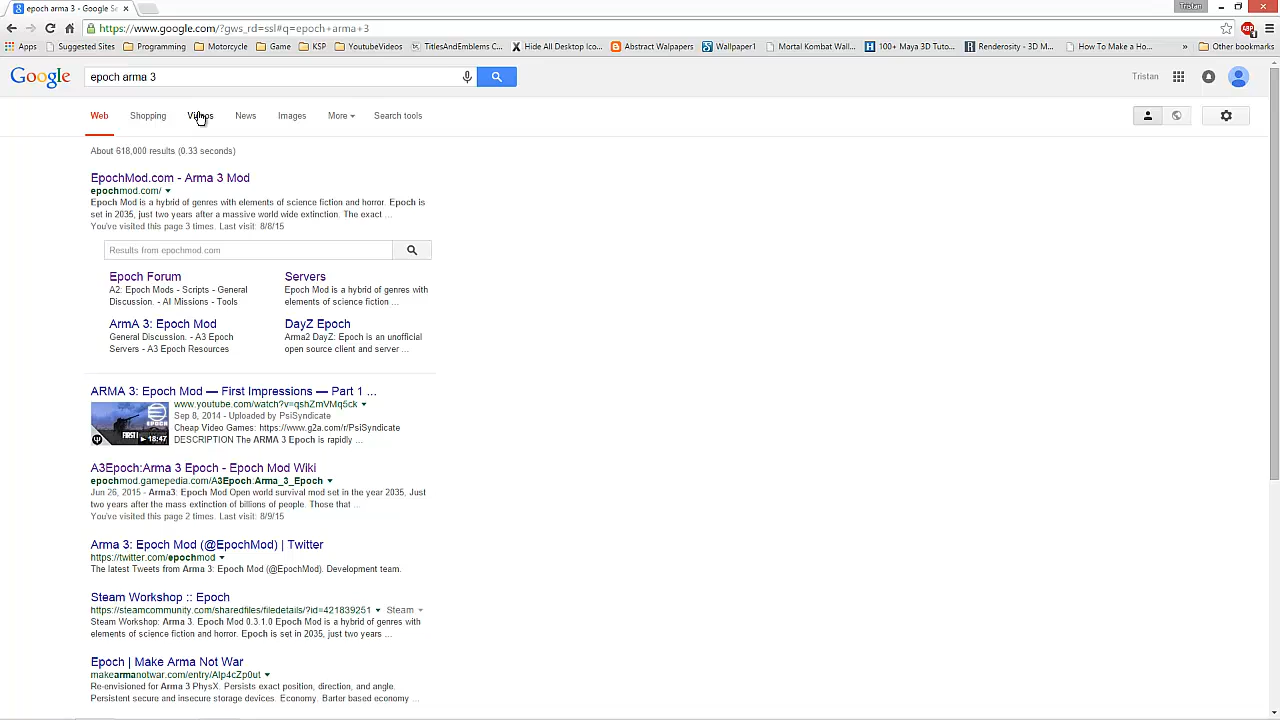 epoch arma 3 - Google Se
Tristan
https://www.google.com/?gws_rd=ssl#q=epoch+arma+3
Apps Suggested Sites Programming Motorcycle Game KSP YoutubeVideos TitlesAndEmblems C... Hide All Desktop Ico... Abstract Walpapers Wallpaper1 Mortal Kombat Wall... 100+ Maya 3D Tuto... Renderosity - 3D M... How To Make a Ho... » Other bookmarks
Google epoch arma 3 Tristan
Web Shopping Videos News Images More Search tools
About 618,000 results (0.33 seconds)
EpochMod.com - Arma 3 Mod
epochmod.com/
Epoch Mod is a hybrid of genres with elements of science fiction and horror. Epoch is
set in 2035, just two years after a massive world wide extinction. The exact ...
You've visited this page 3 times. Last visit: 8/8/15
Results from epochmod.com
Epoch Forum
A2: Epoch Mods - Scripts - General
Discussion. - AI Missions - Tools
Servers
Epoch Mod is a hybrid of genres with
elements of science fiction ...
ArmA 3: Epoch Mod
General Discussion. - A3 Epoch
Servers - A3 Epoch Resources
DayZ Epoch
Arma2 DayZ: Epoch is an unofficial
open source client and server ...
ARMA 3: Epoch Mod — First Impressions — Part 1 ...
www.youtube.com/watch?v=qshZmVMq5ck
Sep 8, 2014 - Uploaded by PsiSyndicate
Cheap Video Games: https://www.g2a.com/r/PsiSyndicate
DESCRIPTION The ARMA 3 Epoch is rapidly ...
EPOCH
18:47
A3Epoch:Arma 3 Epoch - Epoch Mod Wiki
epochmod.gamepedia.com/A3Epoch:Arma_3_Epoch
Jun 26, 2015 - Arma3: Epoch Mod Open world survival mod set in the year 2035, Just
two years after the mass extinction of billions of people. Those that ...
You've visited this page 2 times. Last visit: 8/9/15
Arma 3: Epoch Mod (@EpochMod) | Twitter
https://twitter.com/epochmod
The latest Tweets from Arma 3: Epoch Mod (@EpochMod). Development team.
Steam Workshop :: Epoch
https://steamcommunity.com/sharedfiles/filedetails/?id=421839251 Steam
Steam Workshop: Arma 3. Epoch Mod 0.3.1.0 Epoch Mod is a hybrid of genres with
elements of science fiction and horror. Epoch is set in 2035, just two years ...
Epoch | Make Arma Not War
makearmanotwar.com/entry/Alp4cZp0ut
Re-envisioned for Arma 3 PhysX. Persists exact position, direction, and angle.
Persistent secure and insecure storage devices. Economy. Barter based economy ...